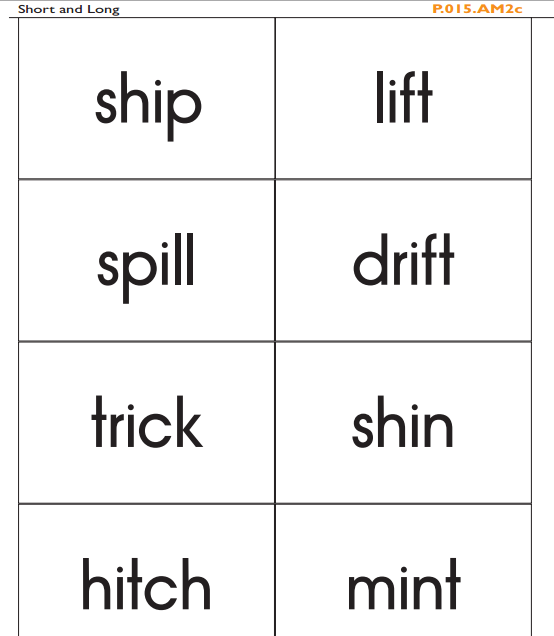 Short and Long P.015.AM2c
ship lift
spill drift
trick shin
hitch mint